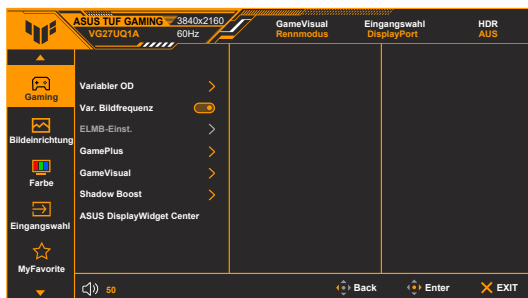 ASUS TUF GAMING
VG27UQ1A
3840x2160
60Hz
GameVisual
Rennmodus
Eingangswahl
DisplayPort
HDR
AUS
Gaming
Bildeinrichtung
Farbe
Eingangswahl
MyFavorite
Variabler OD
Var. Bildfrequenz
ELMB-Einst.
GamePlus
GameVisual
Shadow Boost
ASUS DisplayWidget Center
50
Back
Enter
EXIT